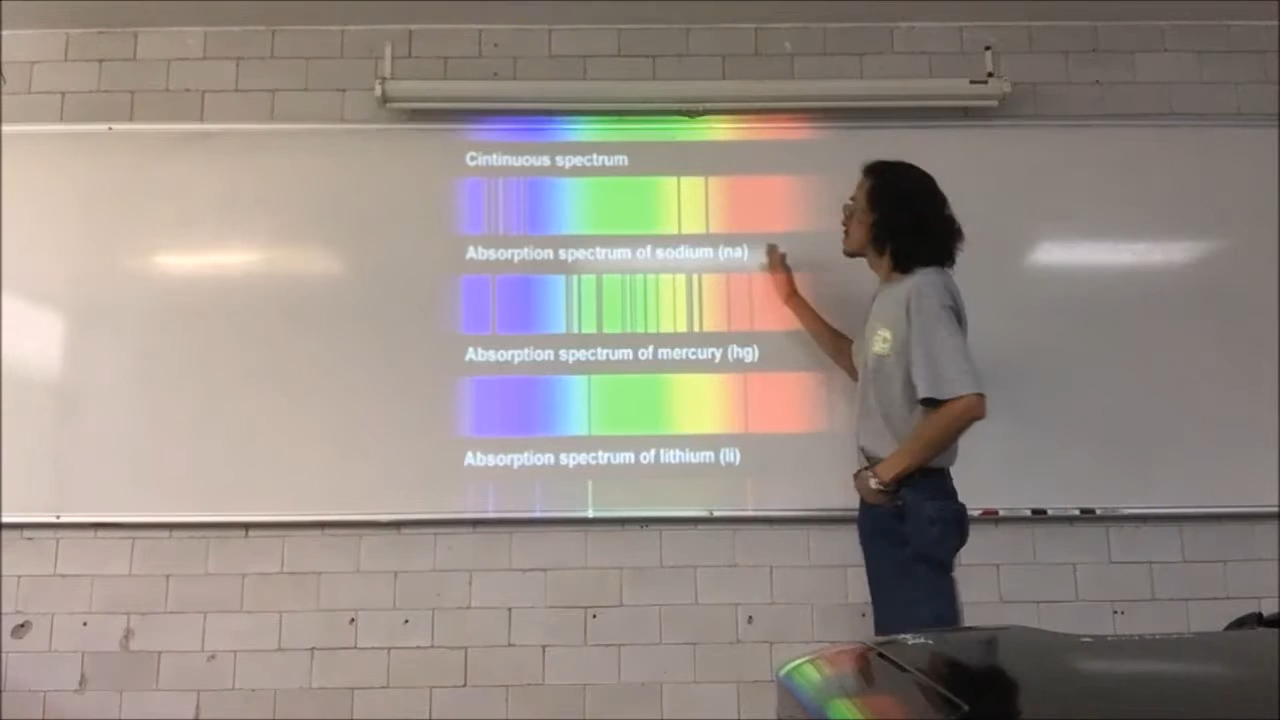 Cintinuous spectrum
Absorption spectrum of sodium (na)
Absorption spectrum of mercury (hg)
Absorption spectrum of lithium (li)